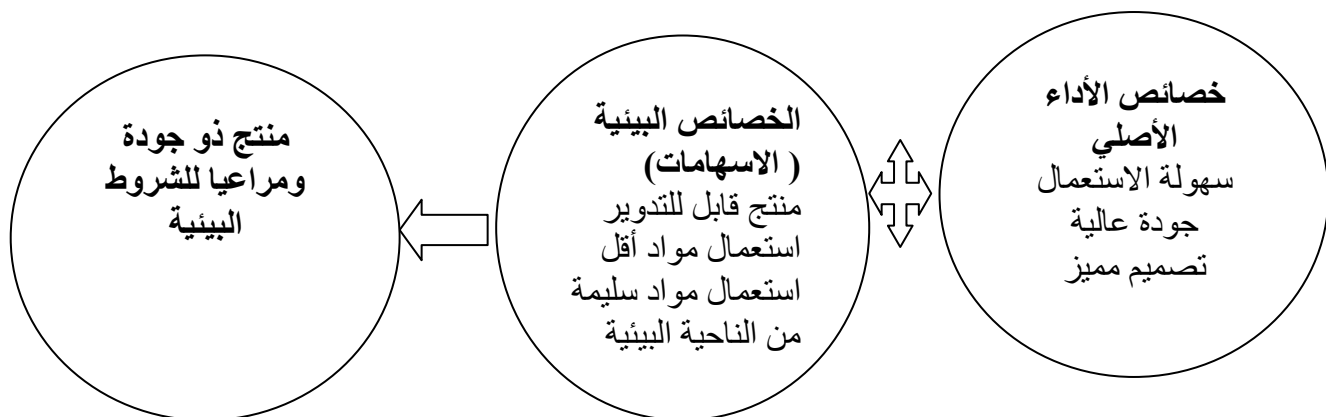 خصائص الأداء
الأصلي
سهولة الاستعمال
جودة عالية
تصميم مميز
الخصائص البيئية
( الاسهامات)
منتج قابل للتدوير
استعمال مواد أقل
استعمال مواد سليمة
من الناحية البيئية
منتج ذو جودة
ومراعيا للشروط
البيئية